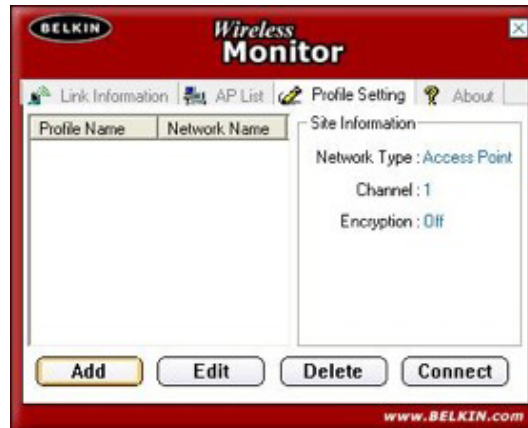 BELKIN
Wireless
Monitor
Link Information AP List Profile Setting About
Profile Name Network Name
Site Information
Network Type : Access Point
Channel : 1
Encryption : Off
Add Edit Delete Connect
www.BELKIN.com